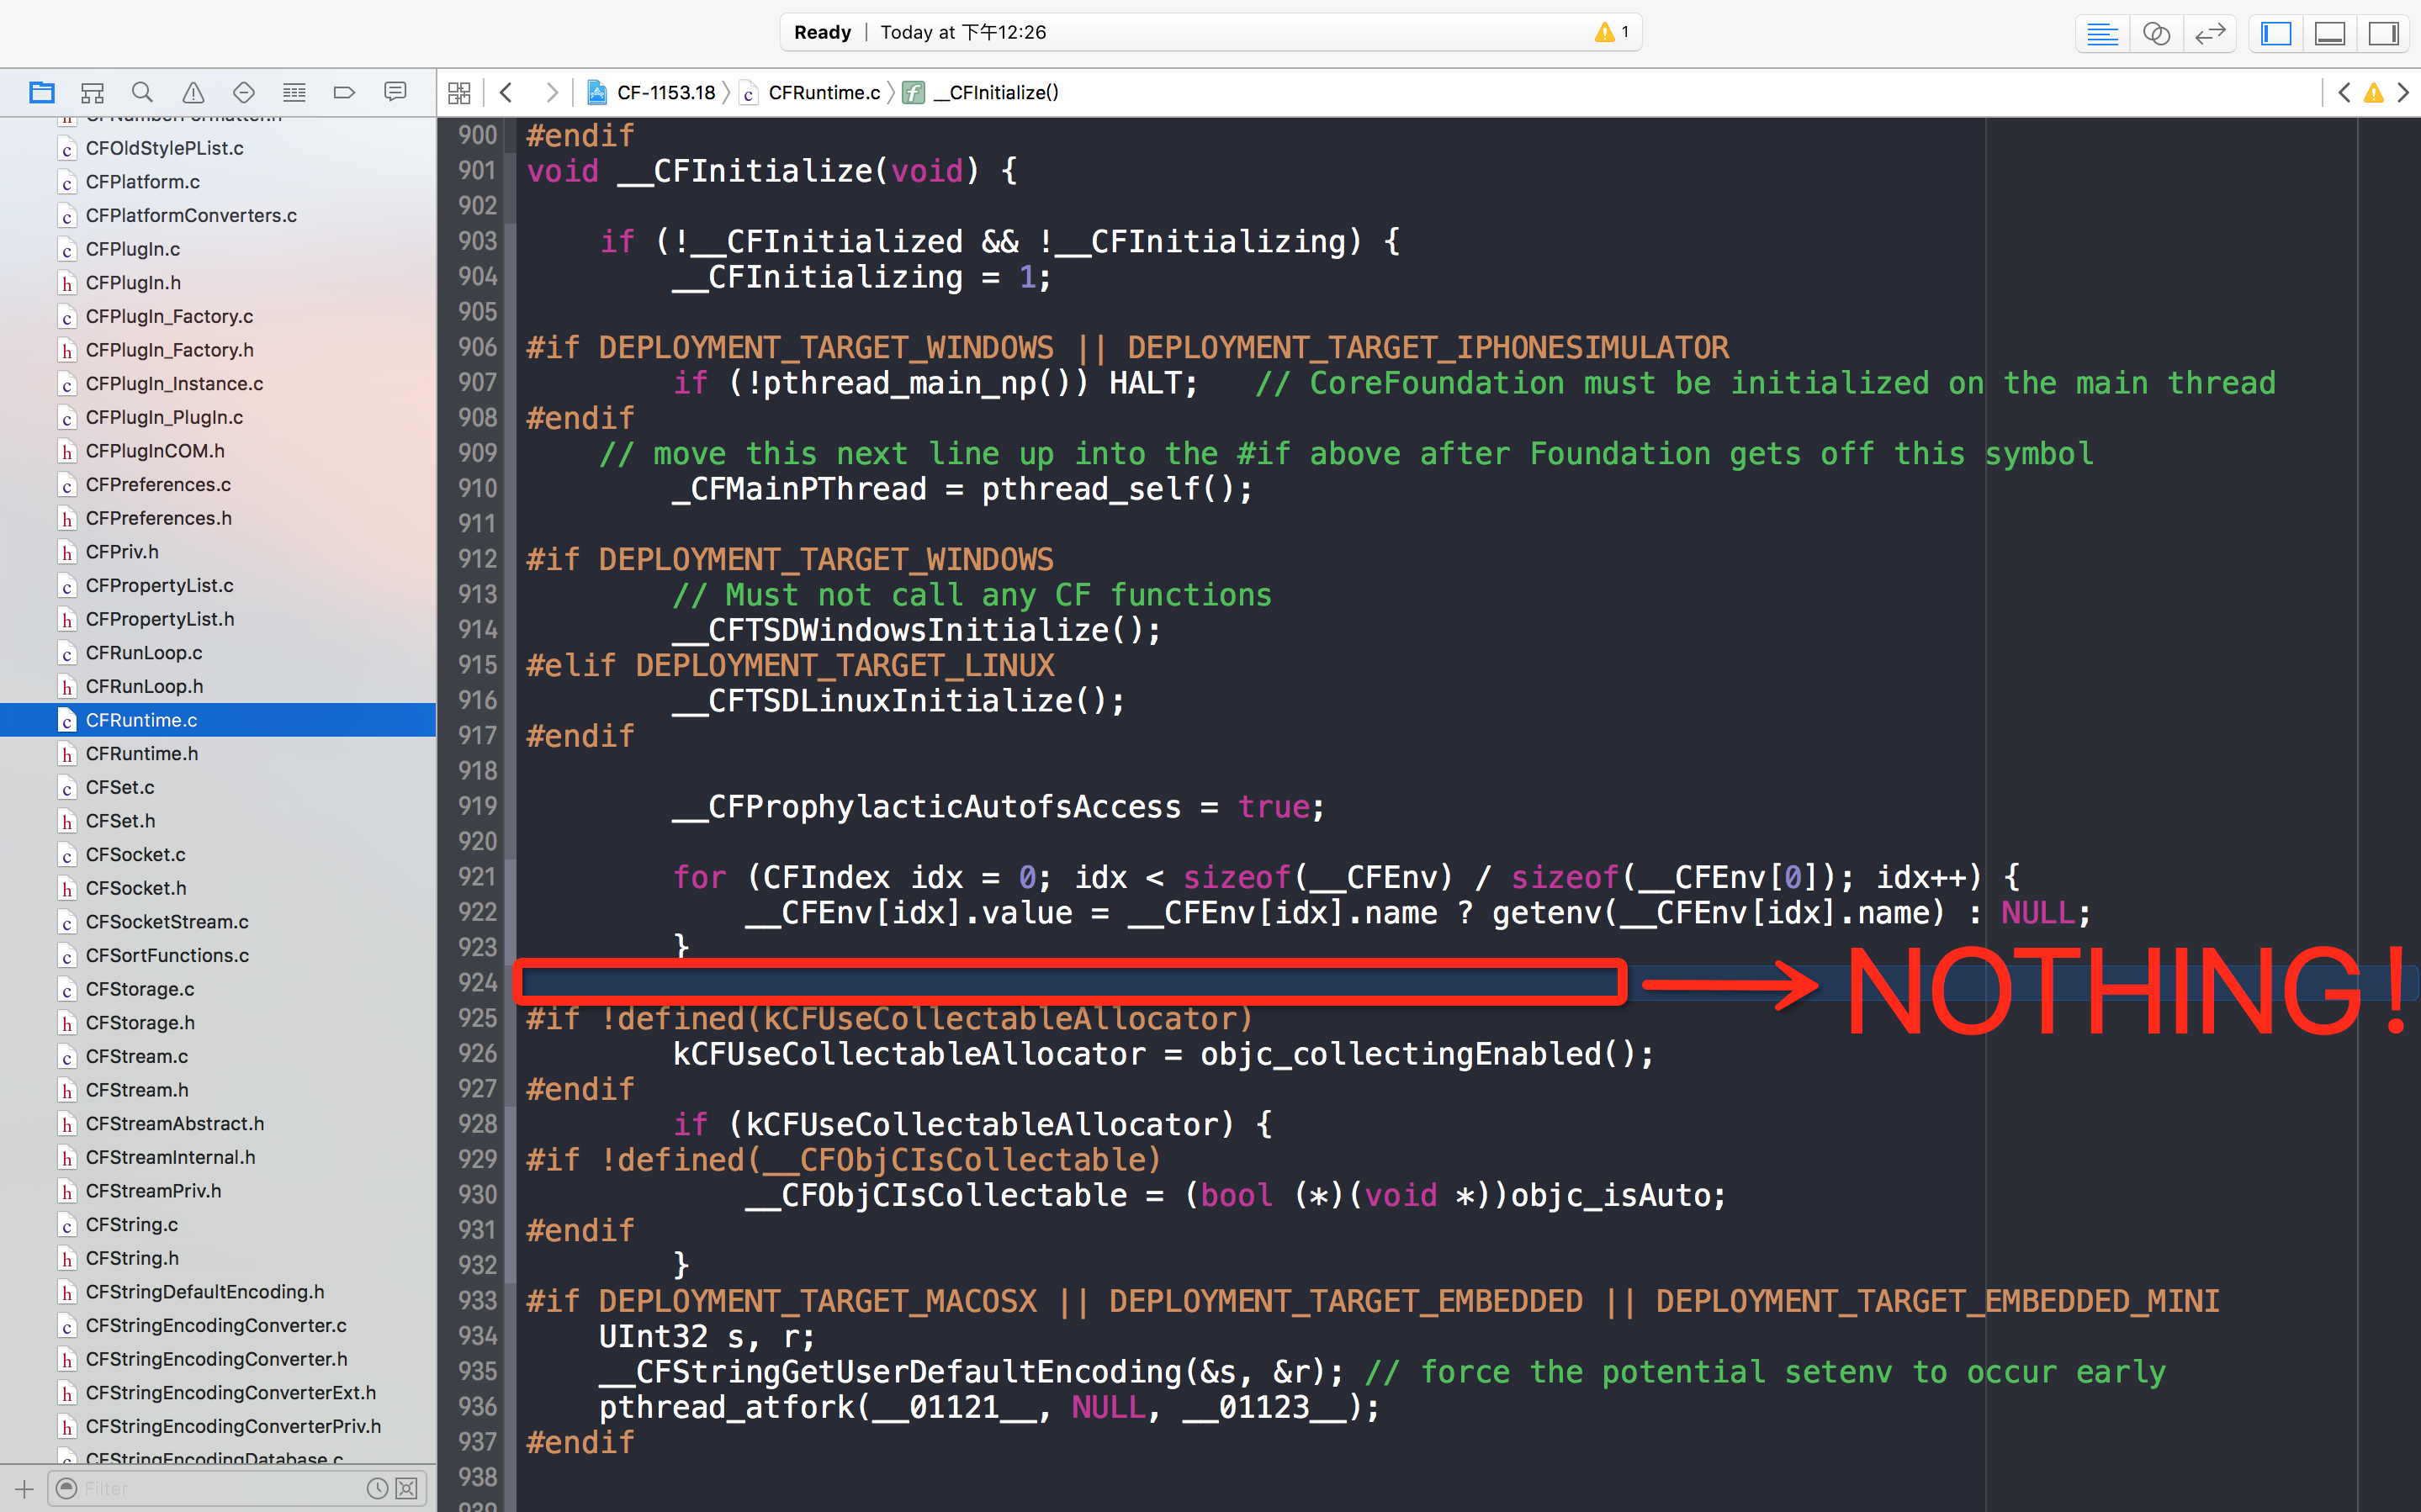 Ready | Today at 下午12:26
1
CF-1153.18 〉 CFRuntime.c 〉 f __CFInitialize()
CFNumberFormatter.h
c CFOldStylePList.c
c CFPlatform.c
c CFPlatformConverters.c
c CFPlugIn.c
h CFPlugIn.h
c CFPlugIn_Factory.c
h CFPlugIn_Factory.h
c CFPlugIn_Instance.c
c CFPlugIn_PlugIn.c
h CFPlugInCOM.h
c CFPreferences.c
h CFPreferences.h
h CFPriv.h
c CFPropertyList.c
h CFPropertyList.h
c CFRunLoop.c
h CFRunLoop.h
c CFRuntime.c
h CFRuntime.h
c CFSet.c
h CFSet.h
c CFSocket.c
h CFSocket.h
c CFSocketStream.c
c CFSortFunctions.c
c CFStorage.c
h CFStorage.h
c CFStream.c
h CFStream.h
h CFStreamAbstract.h
h CFStreamInternal.h
h CFStreamPriv.h
c CFString.c
h CFString.h
h CFStringDefaultEncoding.h
c CFStringEncodingConverter.c
h CFStringEncodingConverter.h
h CFStringEncodingConverterExt.h
h CFStringEncodingConverterPriv.h
c CFStringEncodingDatabase.c
Filter
900 #endif
901 void __CFInitialize(void) {
902
903 if (!__CFInitialized && !__CFInitializing) {
904 __CFInitializing = 1;
905
906 #if DEPLOYMENT_TARGET_WINDOWS || DEPLOYMENT_TARGET_IPHONESIMULATOR
907 if (!pthread_main_np()) HALT; // CoreFoundation must be initialized on the main thread
908 #endif
909 // move this next line up into the #if above after Foundation gets off this symbol
910 _CFMainPThread = pthread_self();
911
912 #if DEPLOYMENT_TARGET_WINDOWS
913 // Must not call any CF functions
914 __CFTSDWindowsInitialize();
915 #elif DEPLOYMENT_TARGET_LINUX
916 __CFTSDLinuxInitialize();
917 #endif
918
919 __CFProphylacticAutofsAccess = true;
920
921 for (CFIndex idx = 0; idx < sizeof(__CFEnv) / sizeof(__CFEnv[0]); idx++) {
922 __CFEnv[idx].value = __CFEnv[idx].name ? getenv(__CFEnv[idx].name) : NULL;
923 }
924 NOTHING!
925 #if !defined(kCFUseCollectableAllocator)
926 kCFUseCollectableAllocator = objc_collectingEnabled();
927 #endif
928 if (kCFUseCollectableAllocator) {
929 #if !defined(__CFObjCIsCollectable)
930 __CFObjCIsCollectable = (bool (*)(void *))objc_isAuto;
931 #endif
932 }
933 #if DEPLOYMENT_TARGET_MACOSX || DEPLOYMENT_TARGET_EMBEDDED || DEPLOYMENT_TARGET_EMBEDDED_MINI
934 UInt32 s, r;
935 __CFStringGetUserDefaultEncoding(&s, &r); // force the potential setenv to occur early
936 pthread_atfork(__01121__, NULL, __01123__);
937 #endif
938
939